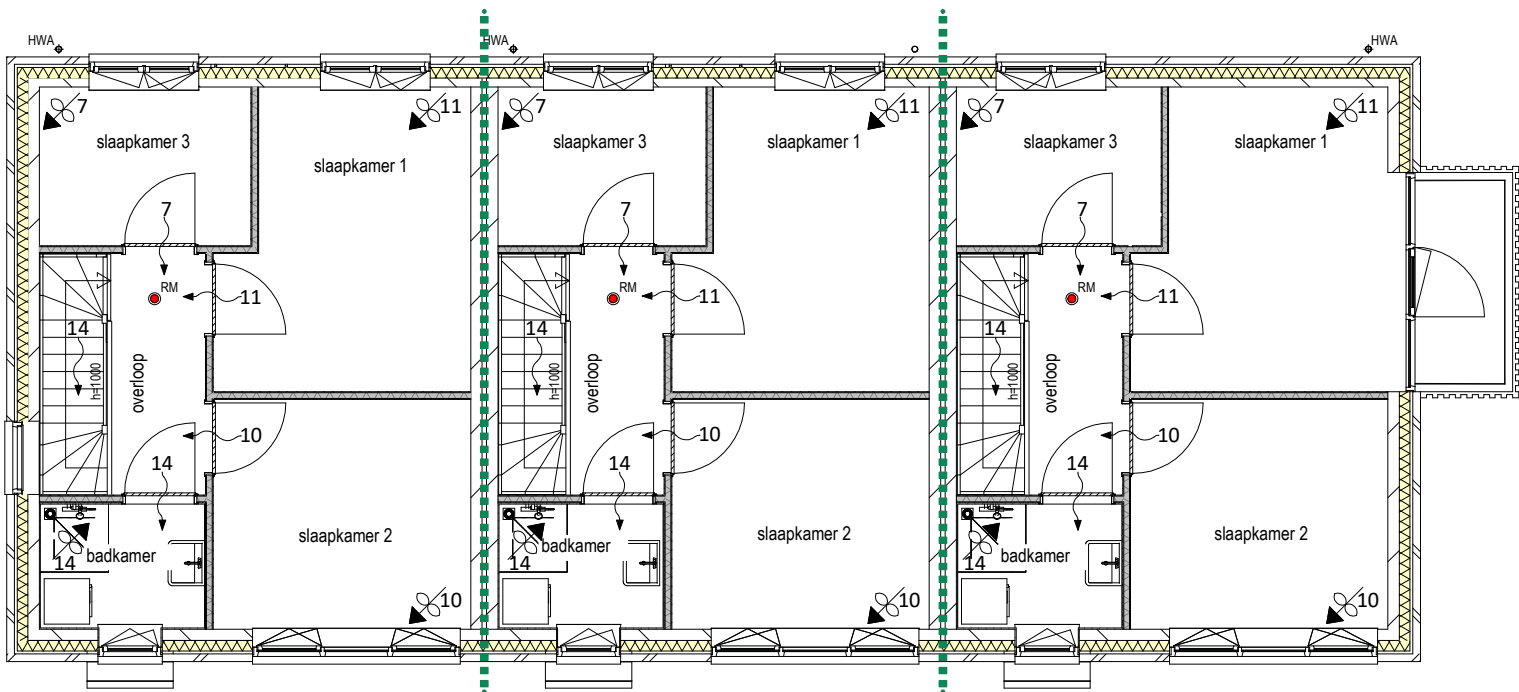 HWA
HWA
HWA
7
11
7
11
7
11
slaapkamer 3
slaapkamer 1
slaapkamer 3
slaapkamer 1
slaapkamer 3
slaapkamer 1
7
7
7
RM
RM
RM
11
11
11
14
14
14
h=1000
h=1000
h=1000
overloop
overloop
overloop
10
10
10
14
14
14
slaapkamer 2
slaapkamer 2
slaapkamer 2
badkamer
badkamer
badkamer
14
14
14
10
10
10